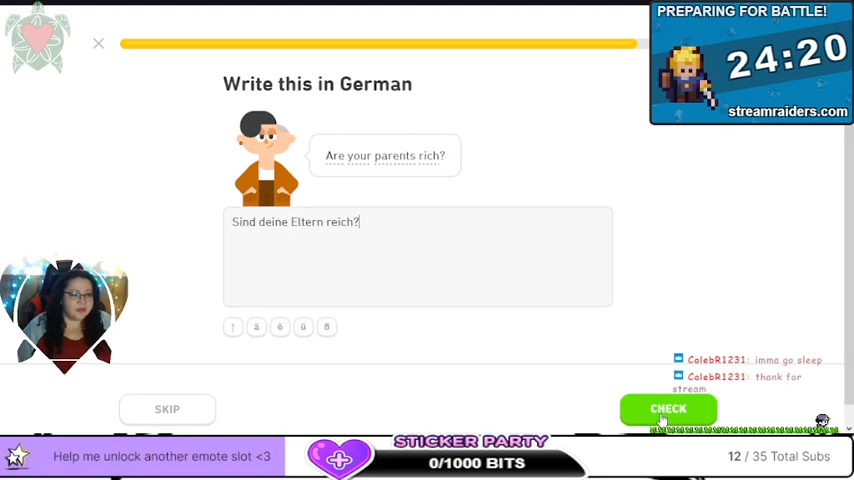 PREPARING FOR BATTLE!
24:20
streamraiders.com
Write this in German
Are your parents rich?
Sind deine Eltern reich?
↑ ä ö ü ß
CalebR1231: imma go sleep
CalebR1231: thank for
stream
SKIP
CHECK
Help me unlock another emote slot <3
STICKER PARTY
0/1000 BITS
12 / 35 Total Subs